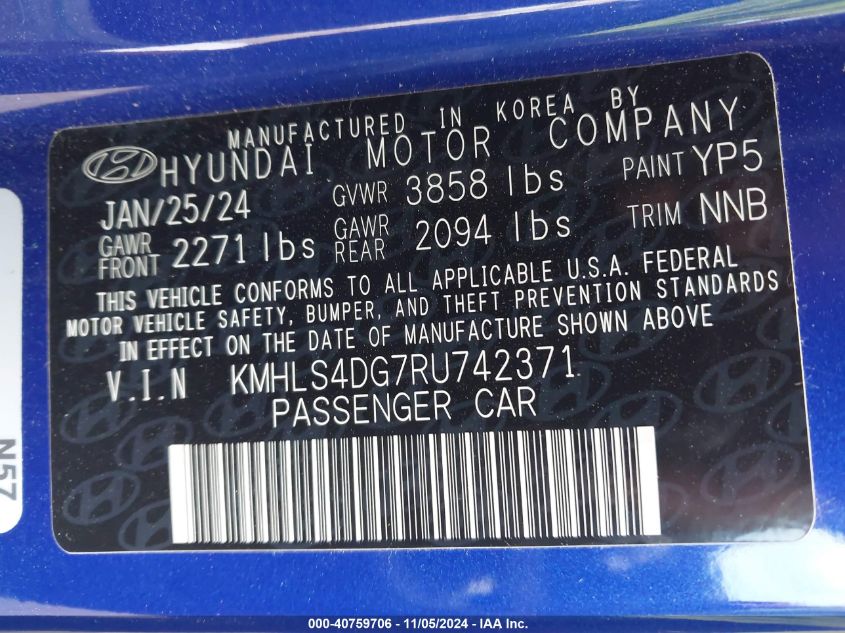 MANUFACTURED IN KOREA BY
HYUNDAI MOTOR COMPANY
JAN/25/24 GVWR 3858 lbs PAINT YP5
GAWR FRONT 2271 lbs GAWR REAR 2094 lbs TRIM NNB
THIS VEHICLE CONFORMS TO ALL APPLICABLE U.S.A. FEDERAL
MOTOR VEHICLE SAFETY, BUMPER, AND THEFT PREVENTION STANDARDS
IN EFFECT ON THE DATE OF MANUFACTURE SHOWN ABOVE
V.I.N KMHLS4DG7RU742371
PASSENGER CAR
N57
000-40759706 - 11/05/2024 - IAA Inc.